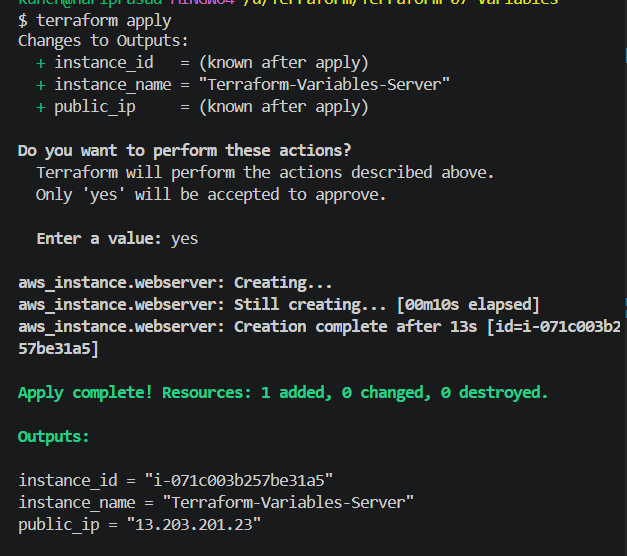 $ terraform apply
Changes to Outputs:
+ instance_id = (known after apply)
+ instance_name = "Terraform-Variables-Server"
+ public_ip = (known after apply)
Do you want to perform these actions?
Terraform will perform the actions described above.
Only 'yes' will be accepted to approve.
Enter a value: yes
aws_instance.webserver: Creating...
aws_instance.webserver: Still creating... [00m10s elapsed]
aws_instance.webserver: Creation complete after 13s [id=i-071c003b2
57be31a5]
Apply complete! Resources: 1 added, 0 changed, 0 destroyed.
Outputs:
instance_id = "i-071c003b257be31a5"
instance_name = "Terraform-Variables-Server"
public_ip = "13.203.201.23"